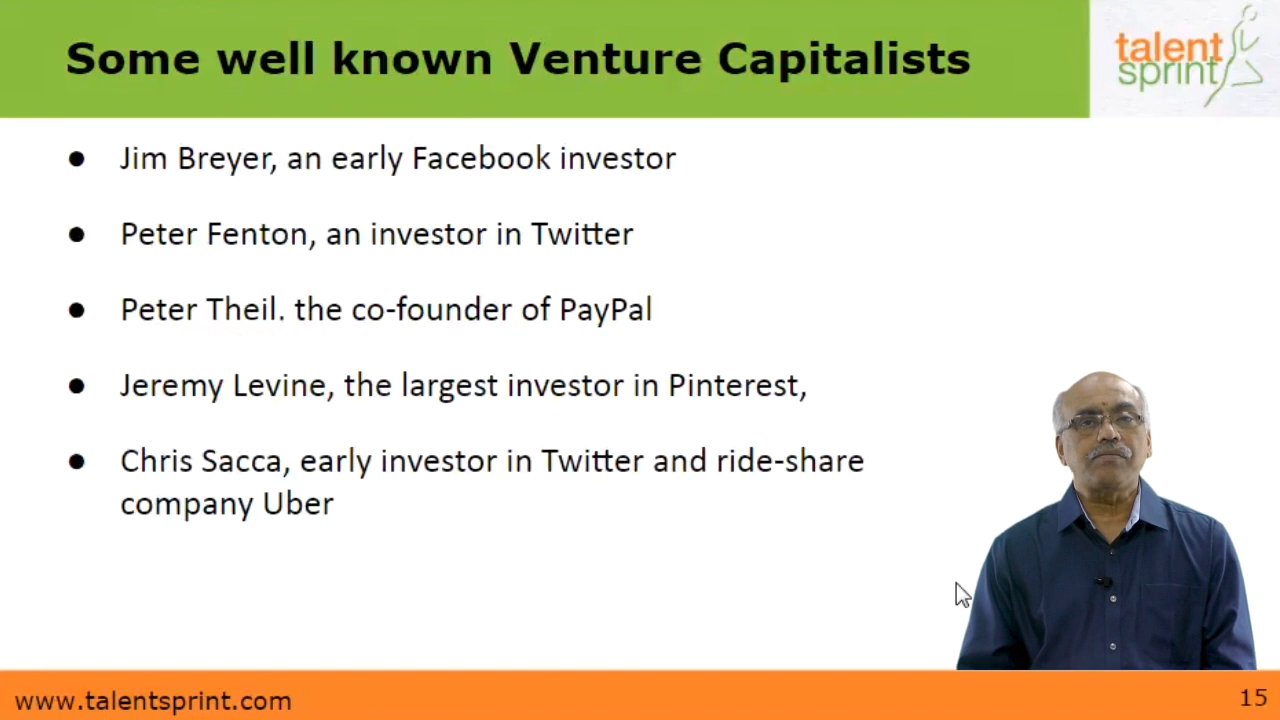 Some well known Venture Capitalists
talent
sprint
● Jim Breyer, an early Facebook investor
● Peter Fenton, an investor in Twitter
● Peter Theil. the co-founder of PayPal
● Jeremy Levine, the largest investor in Pinterest,
● Chris Sacca, early investor in Twitter and ride-share
company Uber
www.talentsprint.com
15